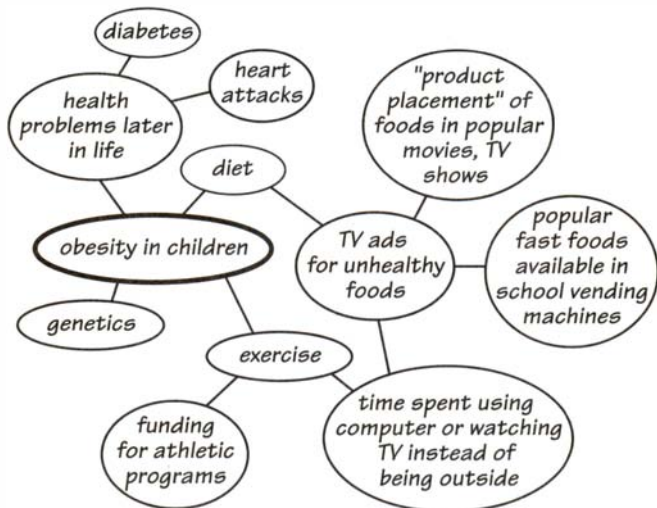 diabetes
heart
attacks
health
problems later
in life
"product
placement" of
foods in popular
movies, TV
shows
diet
obesity in children
TV ads
for unhealthy
foods
popular
fast foods
available in
school vending
machines
genetics
exercise
funding
for athletic
programs
time spent using
computer or watching
TV instead of
being outside